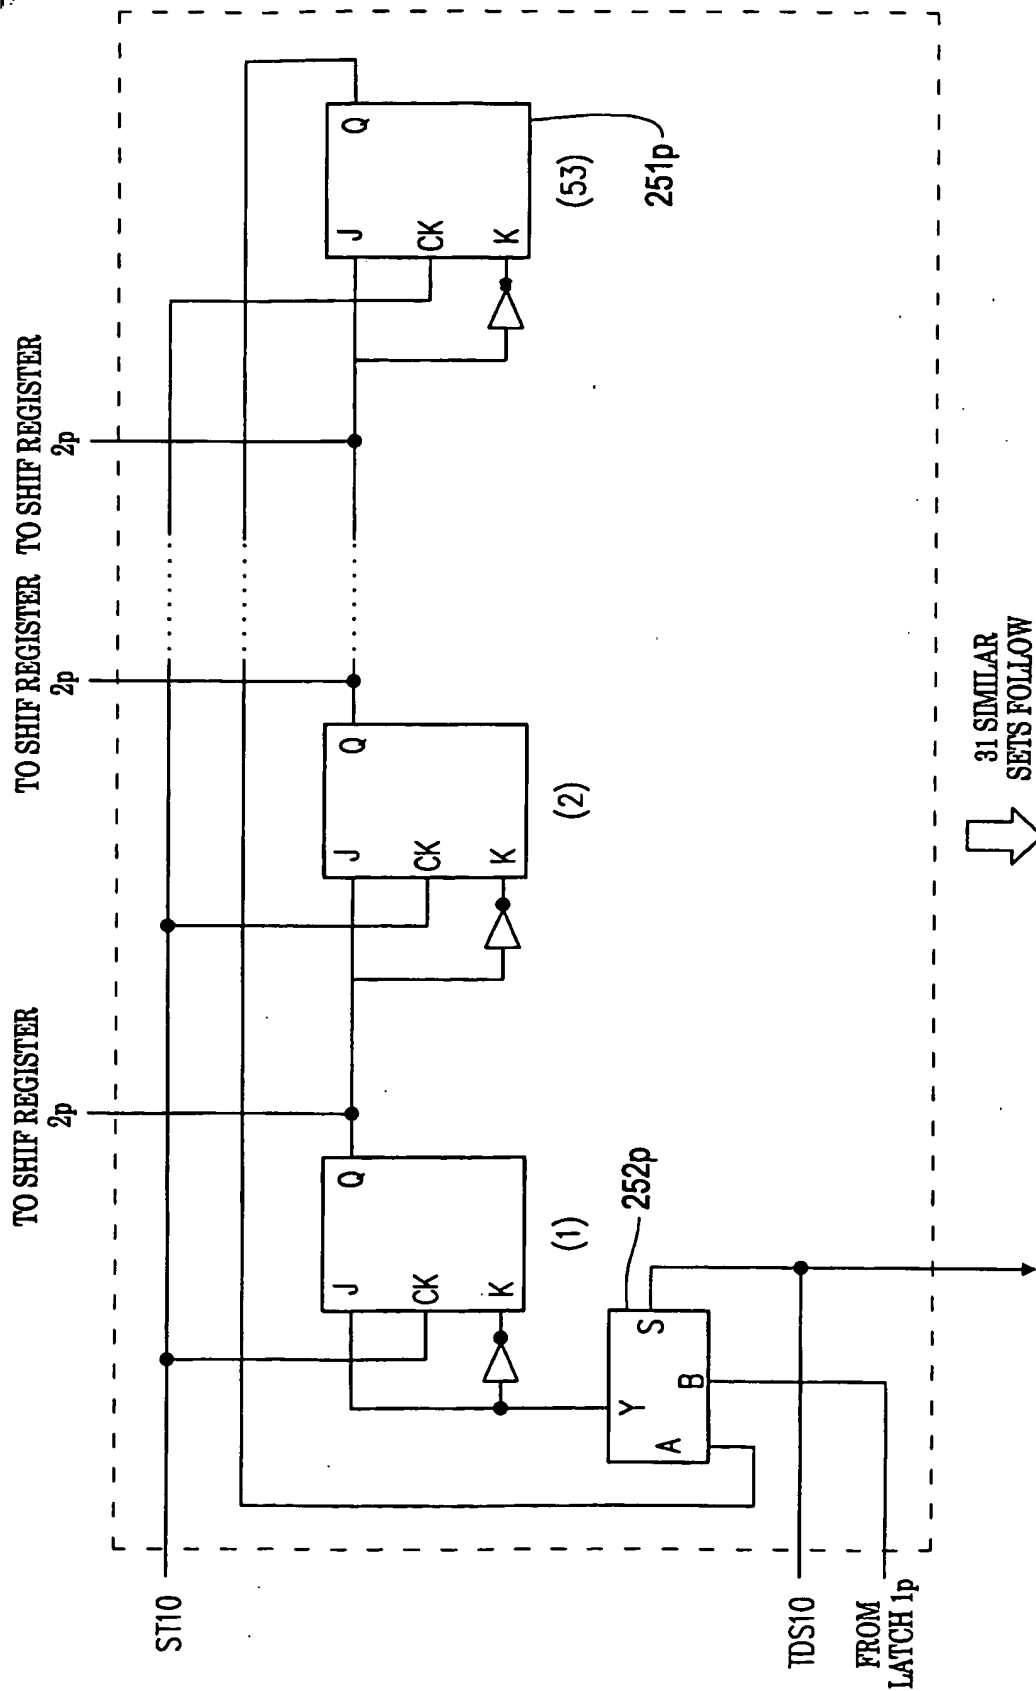 TO SHIF REGISTER
2p
TO SHIF REGISTER
2p
TO SHIF REGISTER
2p
ST10
J
CK
K
Q
(1)
J
CK
K
Q
(2)
J
CK
K
Q
(53)
251p
Y
S
A
B
252p
TDS10
FROM
LATCH 1p
31 SIMILAR
SETS FOLLOW